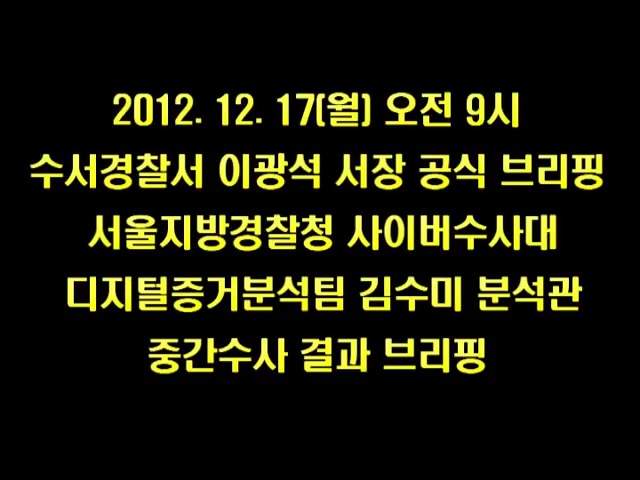 2012. 12. 17(월) 오전 9시
수서경찰서 이광석 서장 공식 브리핑
서울지방경찰청 사이버수사대
디지털증거분석팀 김수미 분석관
중간수사 결과 브리핑